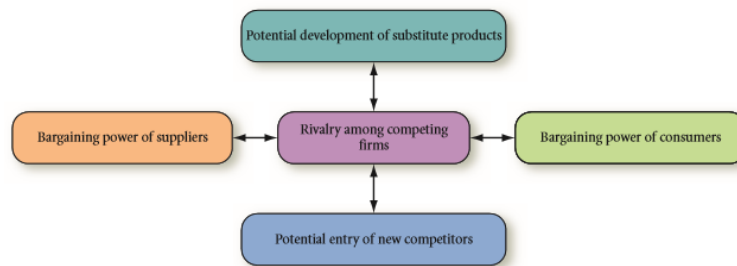 Potential development of substitute products
Bargaining power of suppliers
Rivalry among competing
firms
Bargaining power of consumers
Potential entry of new competitors